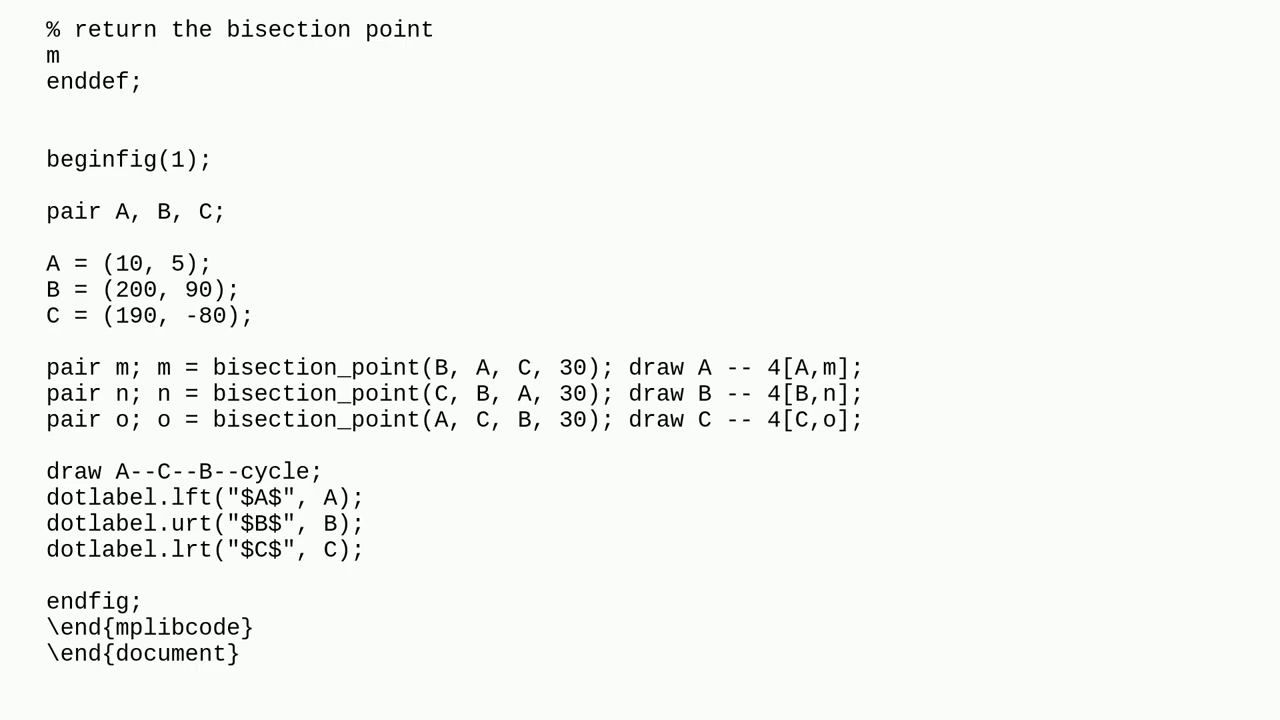 % return the bisection point
m
enddef;
beginfig(1);
pair A, B, C;
A = (10, 5);
B = (200, 90);
C = (190, -80);
pair m; m = bisection_point(B, A, C, 30); draw A -- 4[A,m];
pair n; n = bisection_point(C, B, A, 30); draw B -- 4[B,n];
pair o; o = bisection_point(A, C, B, 30); draw C -- 4[C,o];
draw A--C--B--cycle;
dotlabel.lft("$A$", A);
dotlabel.urt("$B$", B);
dotlabel.lrt("$C$", C);
endfig;
\end{mplibcode}
\end{document}